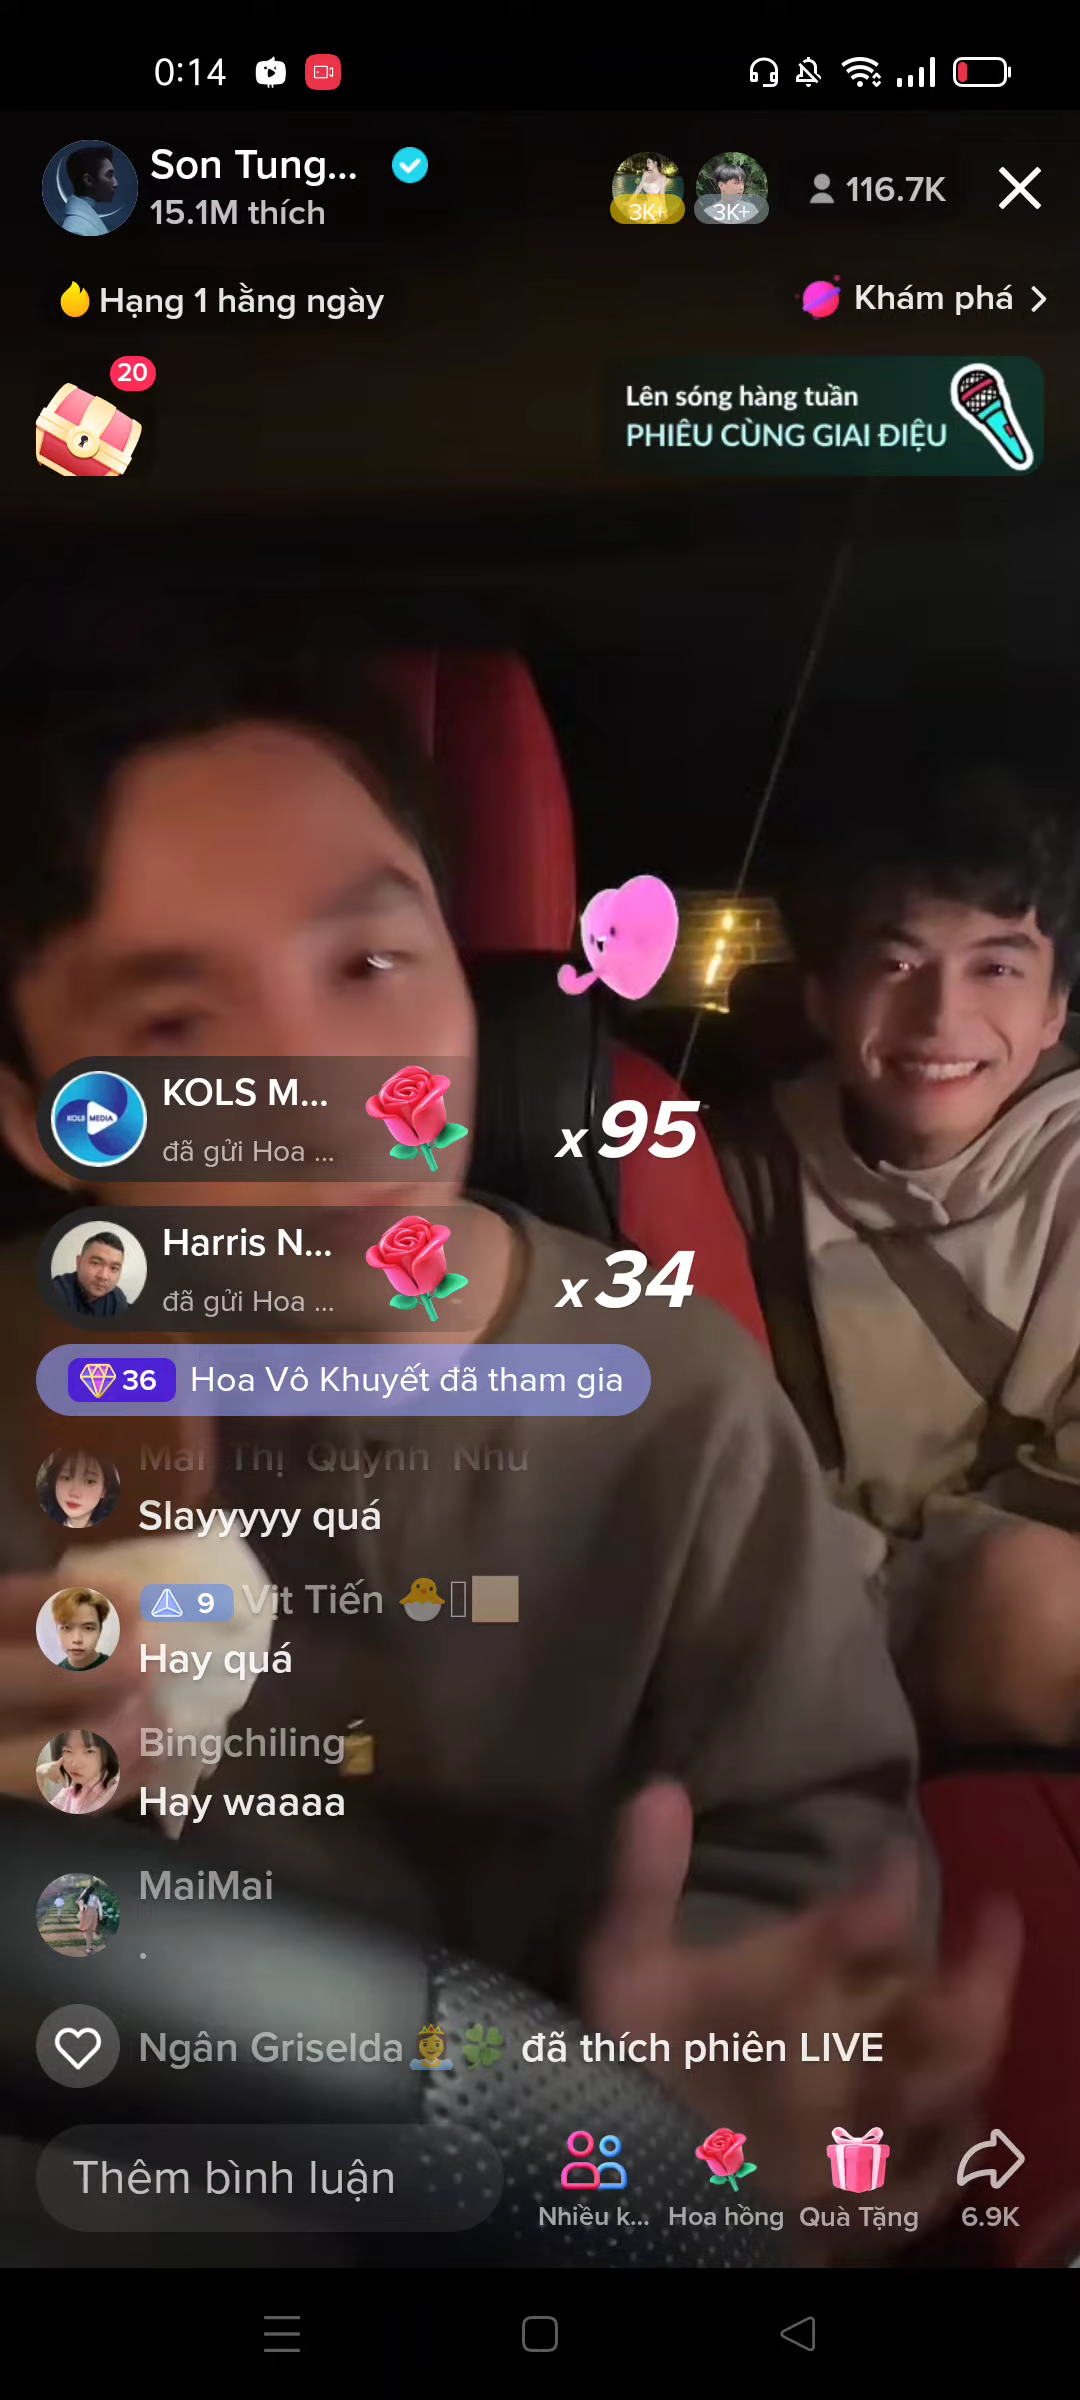 0:14
Son Tung...
15.1M thích
3K+
3K+
116.7K
Hạng 1 hằng ngày
Khám phá
20
Lên sóng hàng tuần
PHIÊU CÙNG GIAI ĐIỆU
KOLS M...
đã gửi Hoa ...
x95
KOLS MEDIA
Harris N...
đã gửi Hoa ...
x34
36 Hoa Vô Khuyết đã tham gia
Mai Thị Quỳnh Như
Slayyyyy quá
9 Vịt Tiến 🐣
Hay quá
Bingchiling
Hay waaaa
MaiMai
.
Ngân Griselda👸🍀 đã thích phiên LIVE
Thêm bình luận
Nhiều k...
Hoa hồng
Quà Tặng
6.9K